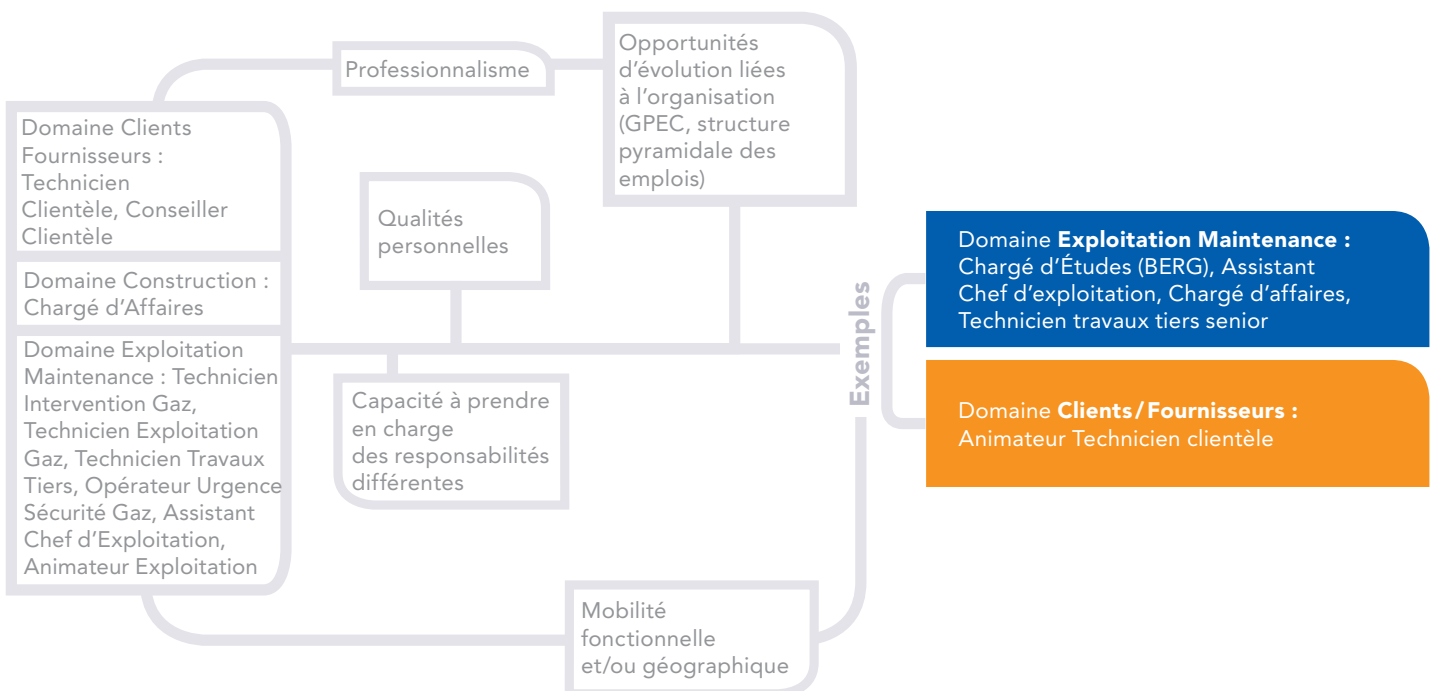 Professionnalisme
Opportunités
d’évolution liées
à l’organisation
(GPEC, structure
pyramidale des
emplois)
Domaine Clients
Fournisseurs :
Technicien
Clientèle, Conseiller
Clientèle
Domaine Construction :
Chargé d’Affaires
Domaine Exploitation
Maintenance : Technicien
Intervention Gaz,
Technicien Exploitation
Gaz, Technicien Travaux
Tiers, Opérateur Urgence
Sécurité Gaz, Assistant
Chef d’Exploitation,
Animateur Exploitation
Qualités
personnelles
Capacité à prendre
en charge
des responsabilités
différentes
Mobilité
fonctionnelle
et/ou géographique
Exemples
Domaine Exploitation Maintenance :
Chargé d’Études (BERG), Assistant
Chef d’exploitation, Chargé d’affaires,
Technicien travaux tiers senior
Domaine Clients/Fournisseurs :
Animateur Technicien clientèle